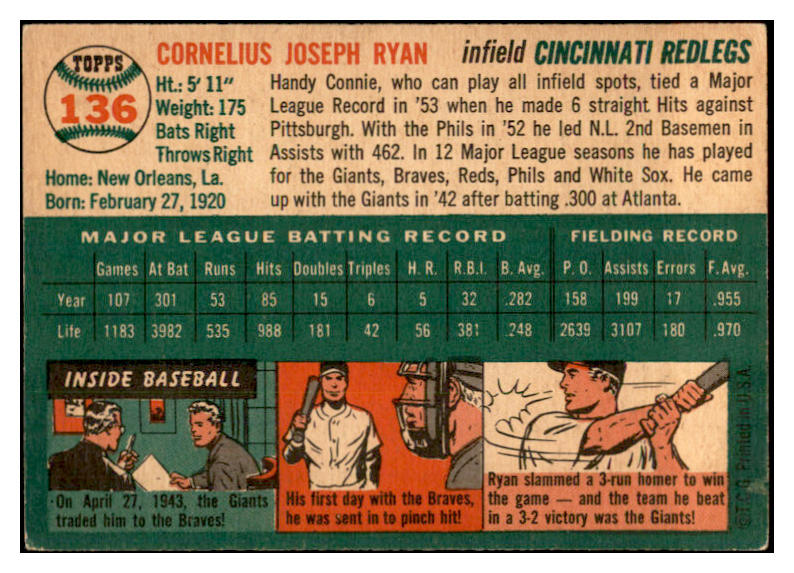 TOPPS
136
CORNELIUS JOSEPH RYAN infield CINCINNATI REDLEGS
Ht.: 5' 11"
Weight: 175
Bats Right
Throws Right
Home: New Orleans, La.
Born: February 27, 1920
Handy Connie, who can play all infield spots, tied a Major
League Record in '53 when he made 6 straight Hits against
Pittsburgh. With the Phils in '52 he led N.L. 2nd Basemen in
Assists with 462. In 12 Major League seasons he has played
for the Giants, Braves, Reds, Phils and White Sox. He came
up with the Giants in '42 after batting .300 at Atlanta.
MAJOR LEAGUE BATTING RECORD FIELDING RECORD
Games At Bat Runs Hits Doubles Triples H. R. R.B.I. B. Avg. P. O. Assists Errors F. Avg.
Year 107 301 53 85 15 6 5 32 .282 158 199 17 .955
Life 1183 3982 535 988 181 42 56 381 .248 2639 3107 180 .970
INSIDE BASEBALL
On April 27, 1943, the Giants
traded him to the Braves!
His first day with the Braves,
he was sent in to pinch hit!
Ryan slammed a 3-run homer to win
the game — and the team he beat
in a 3-2 victory was the Giants!
©T.C.G. Printed in U.S.A.